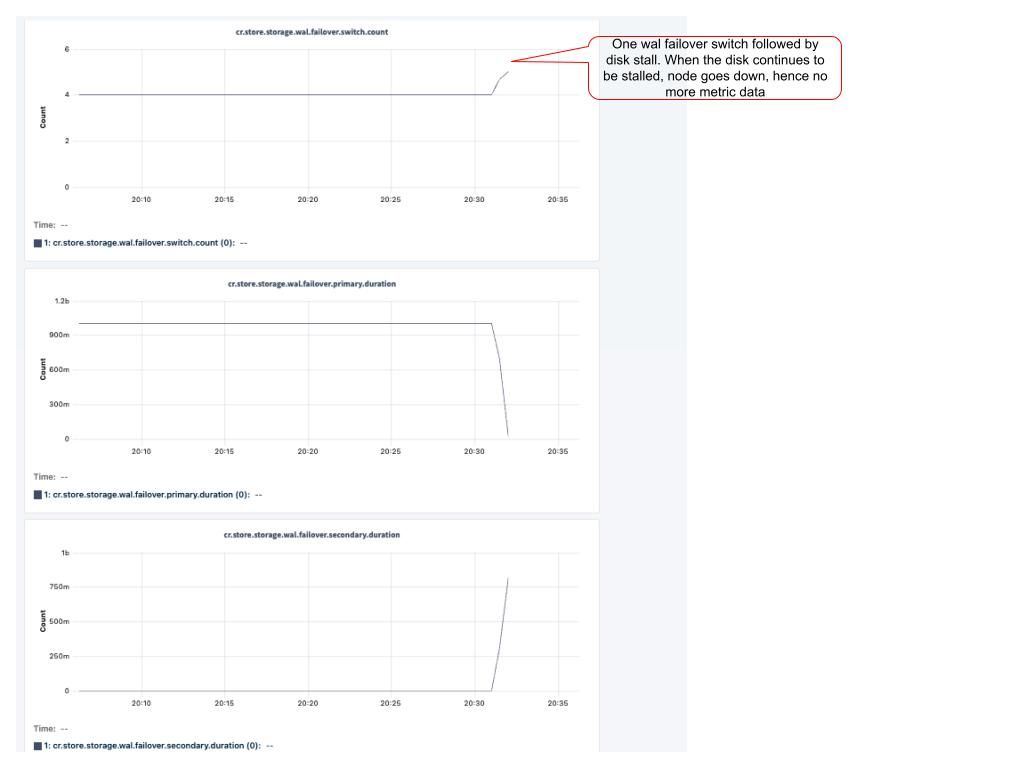 cr.store.storage.wal.failover.switch.count
One wal failover switch followed by
disk stall. When the disk continues to
be stalled, node goes down, hence no
more metric data
6
4
2
0
Count
20:10 20:15 20:20 20:25 20:30 20:35
Time: --
1: cr.store.storage.wal.failover.switch.count (0): --
cr.store.storage.wal.failover.primary.duration
1.2b
900m
600m
300m
0
Count
20:10 20:15 20:20 20:25 20:30 20:35
Time: --
1: cr.store.storage.wal.failover.primary.duration (0): --
cr.store.storage.wal.failover.secondary.duration
1b
750m
500m
250m
0
Count
20:10 20:15 20:20 20:25 20:30 20:35
Time: --
1: cr.store.storage.wal.failover.secondary.duration (0): --